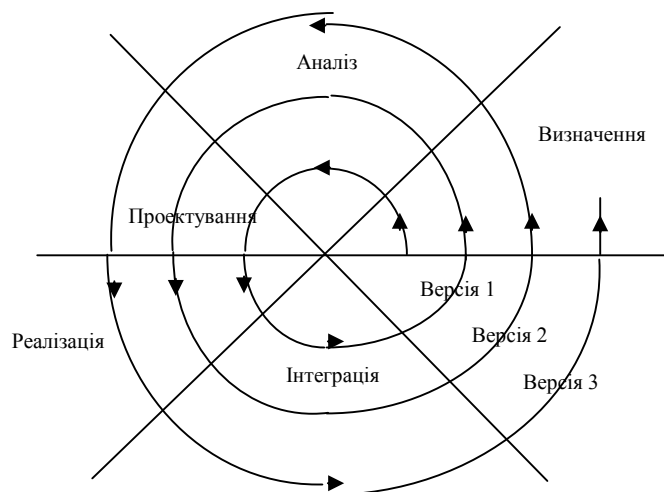 Аналіз
Визначення
Проектування
Версія 1
Реалізація
Версія 2
Інтеграція
Версія 3